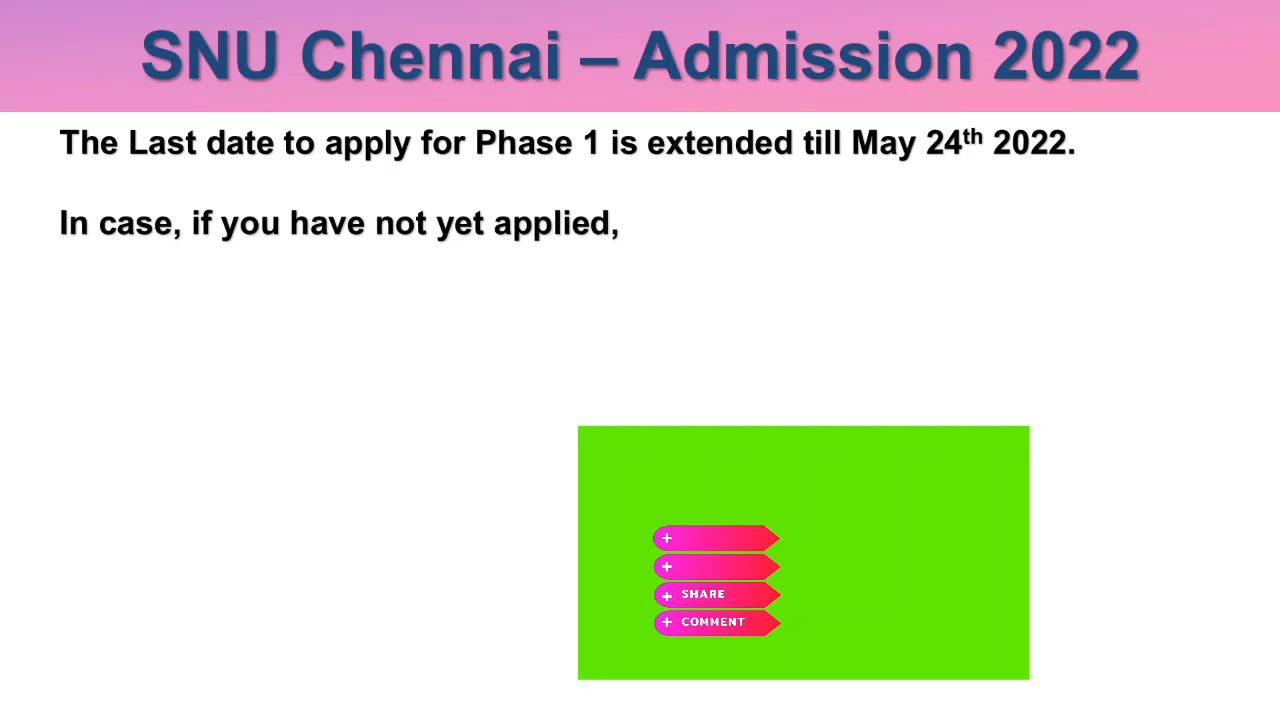 SNU Chennai – Admission 2022
The Last date to apply for Phase 1 is extended till May 24th 2022.
In case, if you have not yet applied,
+
+
+ SHARE
+ COMMENT